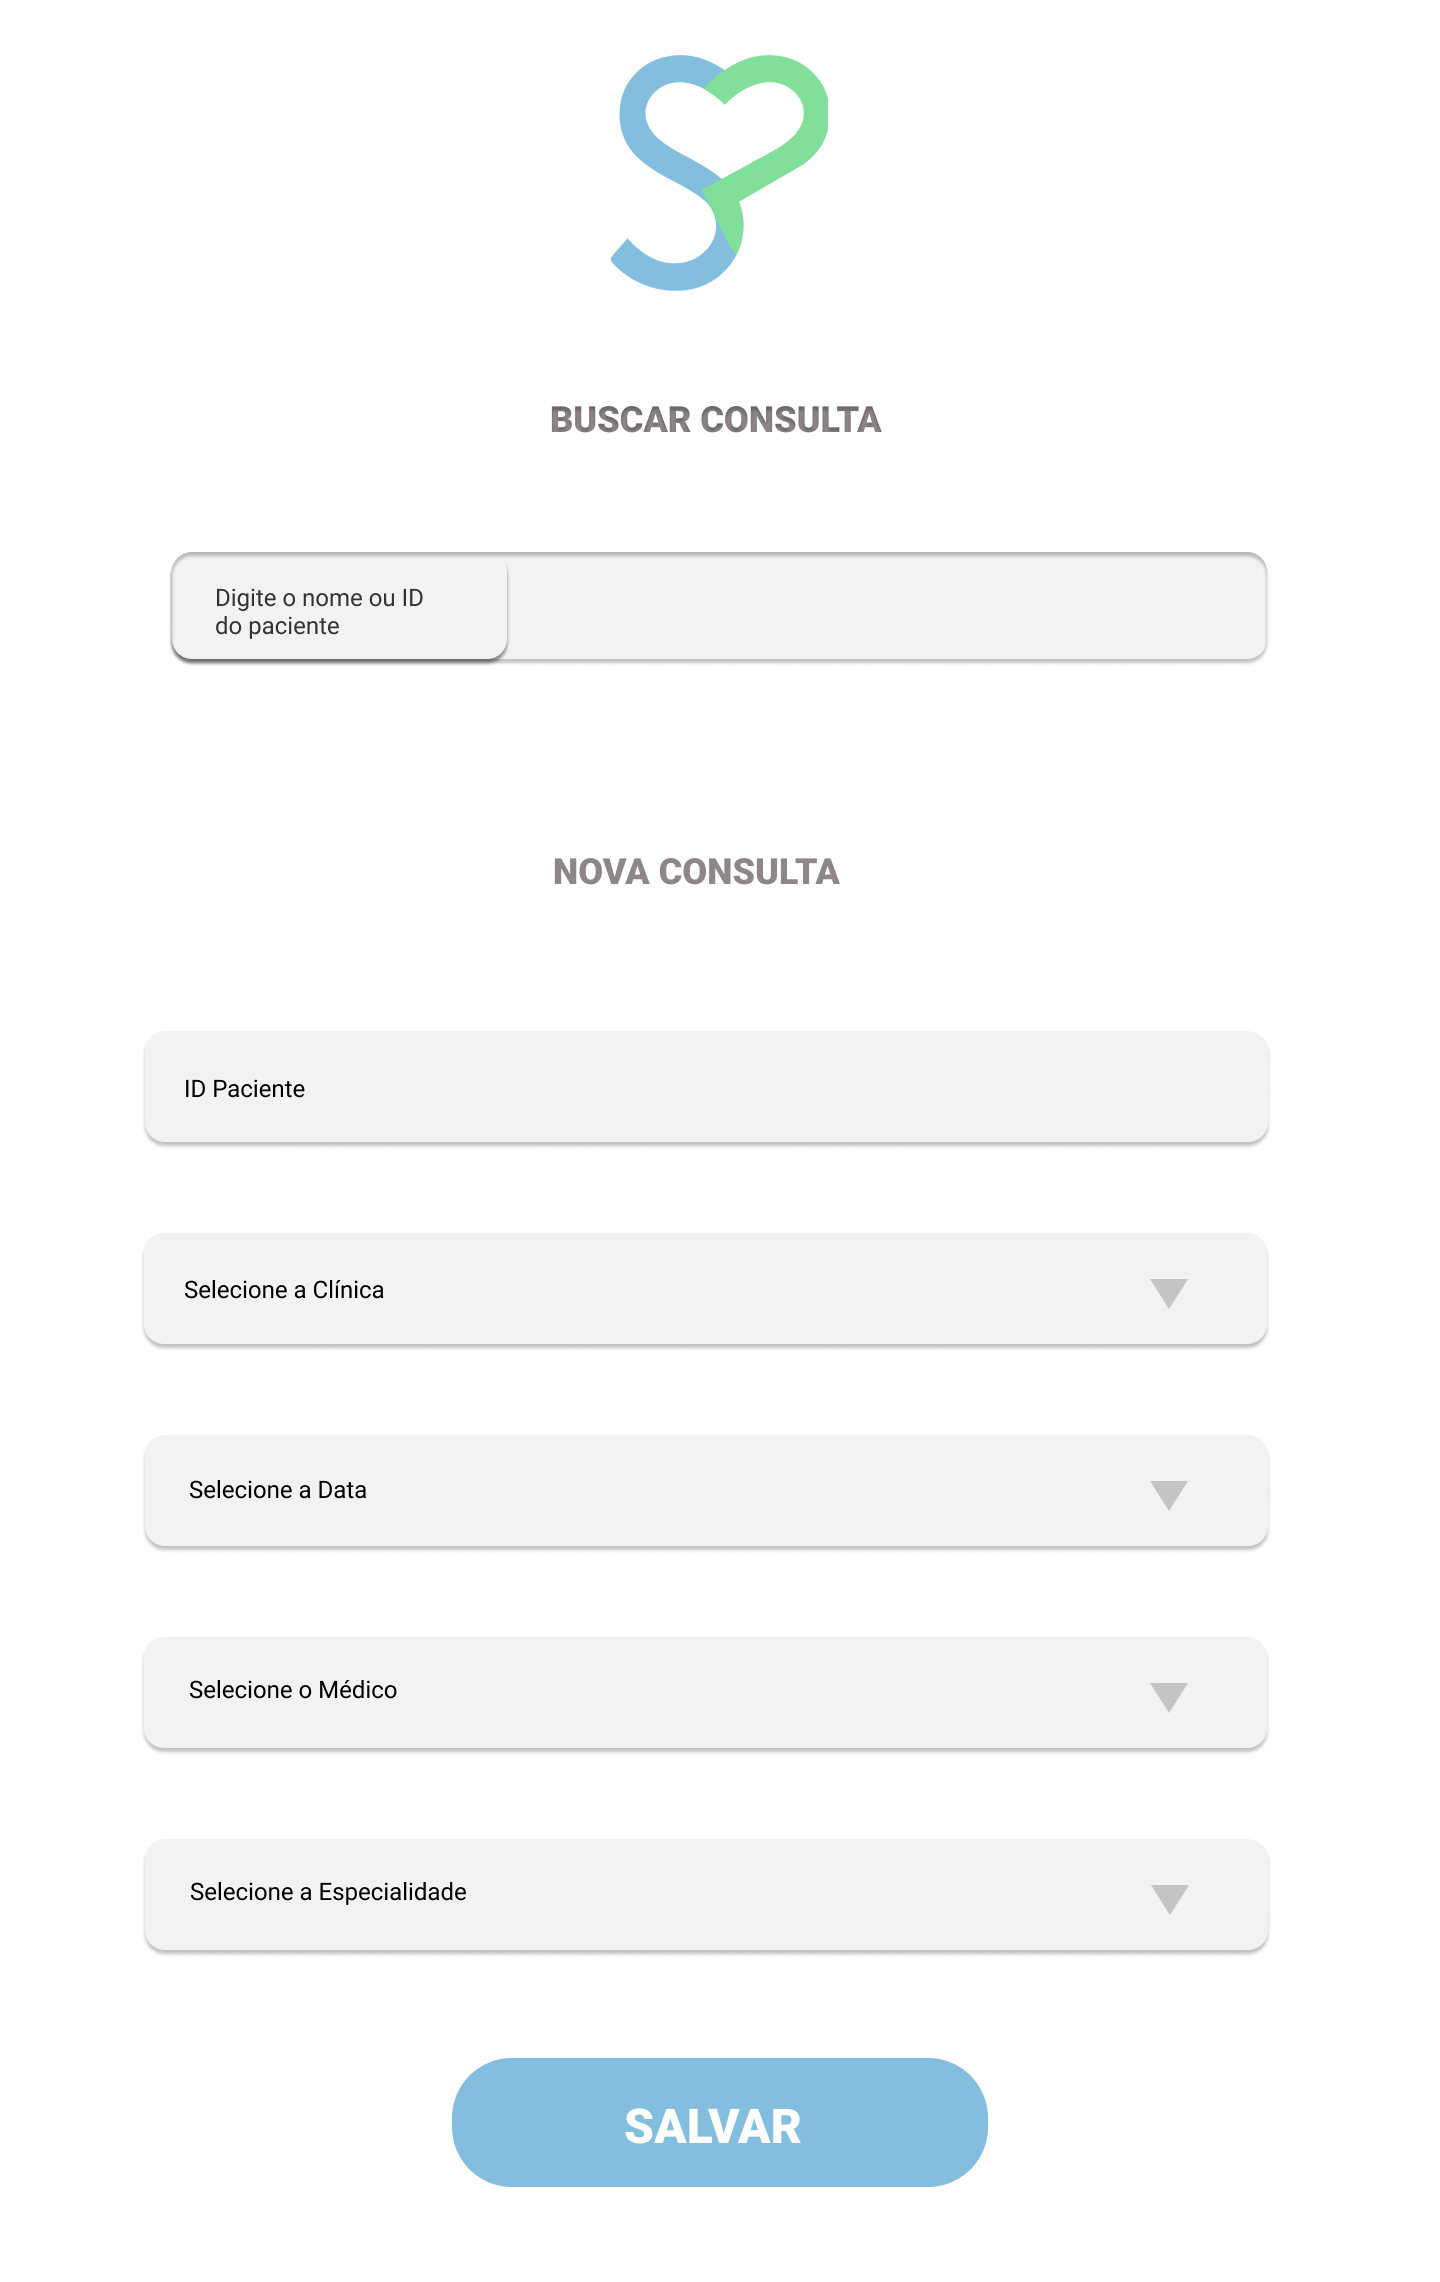 BUSCAR CONSULTA
Digite o nome ou ID
do paciente
NOVA CONSULTA
ID Paciente
Selecione a Clínica
Selecione a Data
Selecione o Médico
Selecione a Especialidade
SALVAR